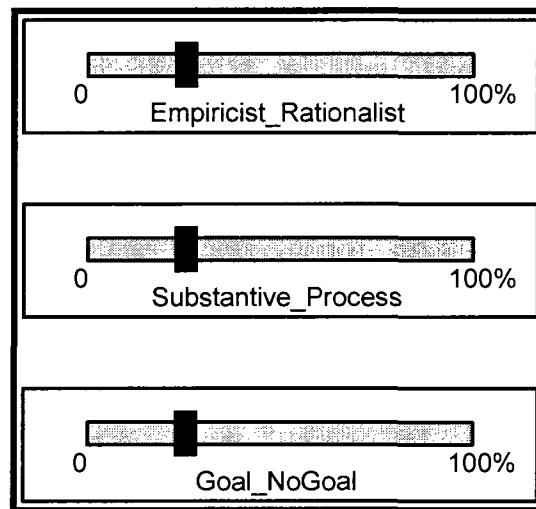 0 100%
Empiricist_Rationalist
0 100%
Substantive_Process
0 100%
Goal_NoGoal